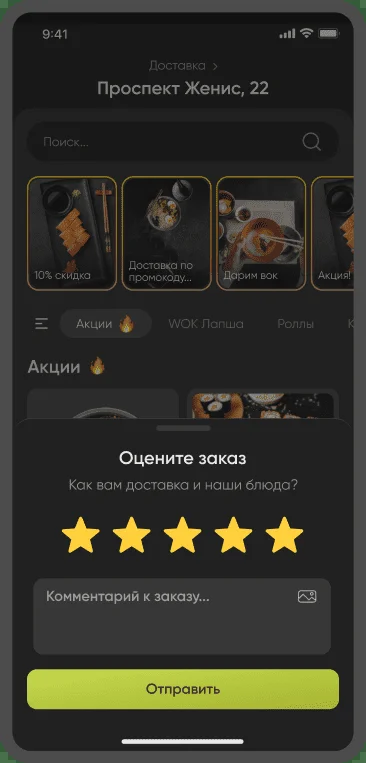 9:41
Доставка >
Проспект Женис, 22
Поиск...
10% скидка
Доставка по
промокоду...
Дарим вок
Акция!
Акции 🔥 WOK Лапша Роллы К
Акции 🔥
Оцените заказ
Как вам доставка и наши блюда?
Комментарий к заказу...
Отправить